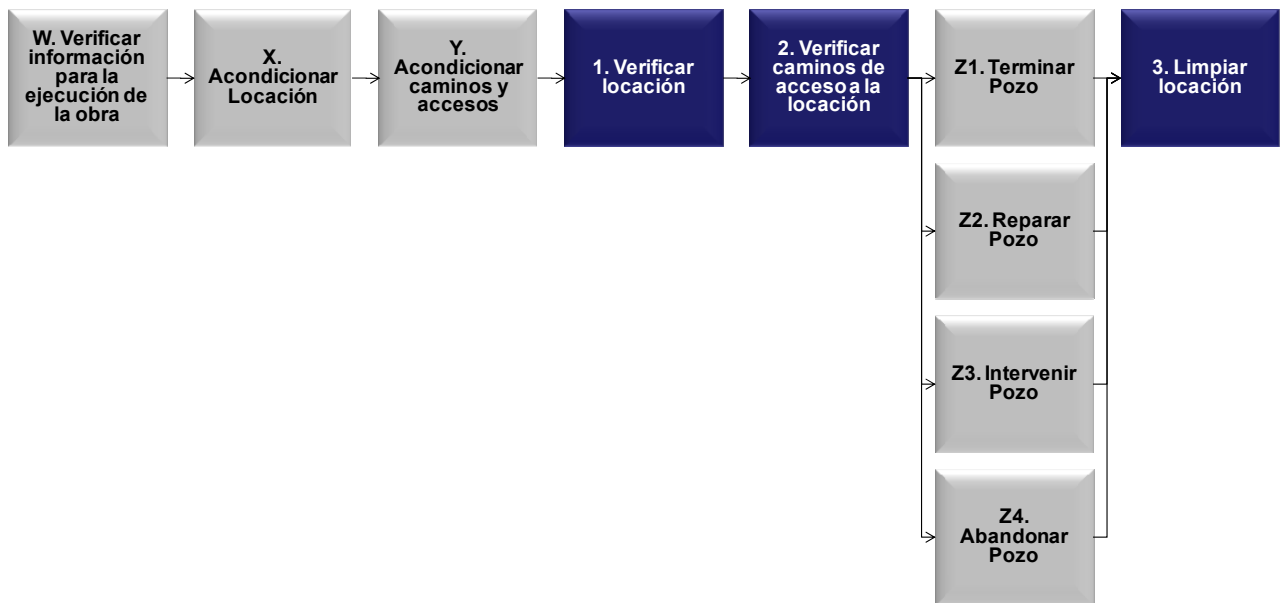 W. Verificar
información
para la
ejecución de
la obra
X.
Acondicionar
Locación
Y.
Acondicionar
caminos y
accesos
1. Verificar
locación
2. Verificar
caminos de
acceso a la
locación
Z1. Terminar
Pozo
3. Limpiar
locación
Z2. Reparar
Pozo
Z3. Intervenir
Pozo
Z4.
Abandonar
Pozo